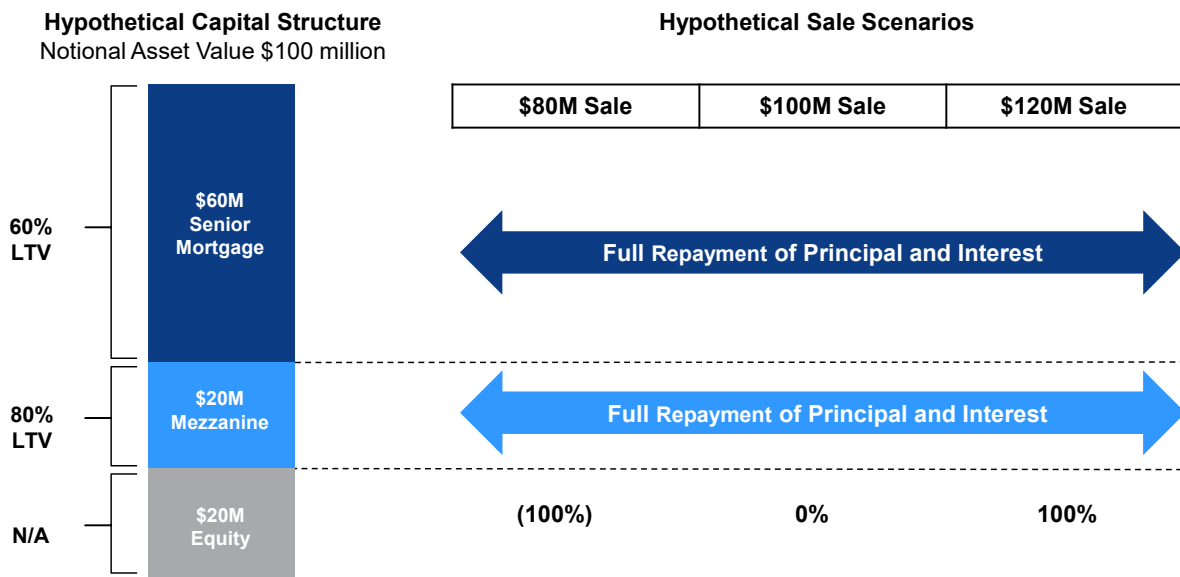 Hypothetical Capital Structure
Notional Asset Value $100 million
Hypothetical Sale Scenarios
$80M Sale
$100M Sale
$120M Sale
60%
LTV
$60M
Senior
Mortgage
Full Repayment of Principal and Interest
80%
LTV
$20M
Mezzanine
Full Repayment of Principal and Interest
N/A
$20M
Equity
(100%)
0%
100%